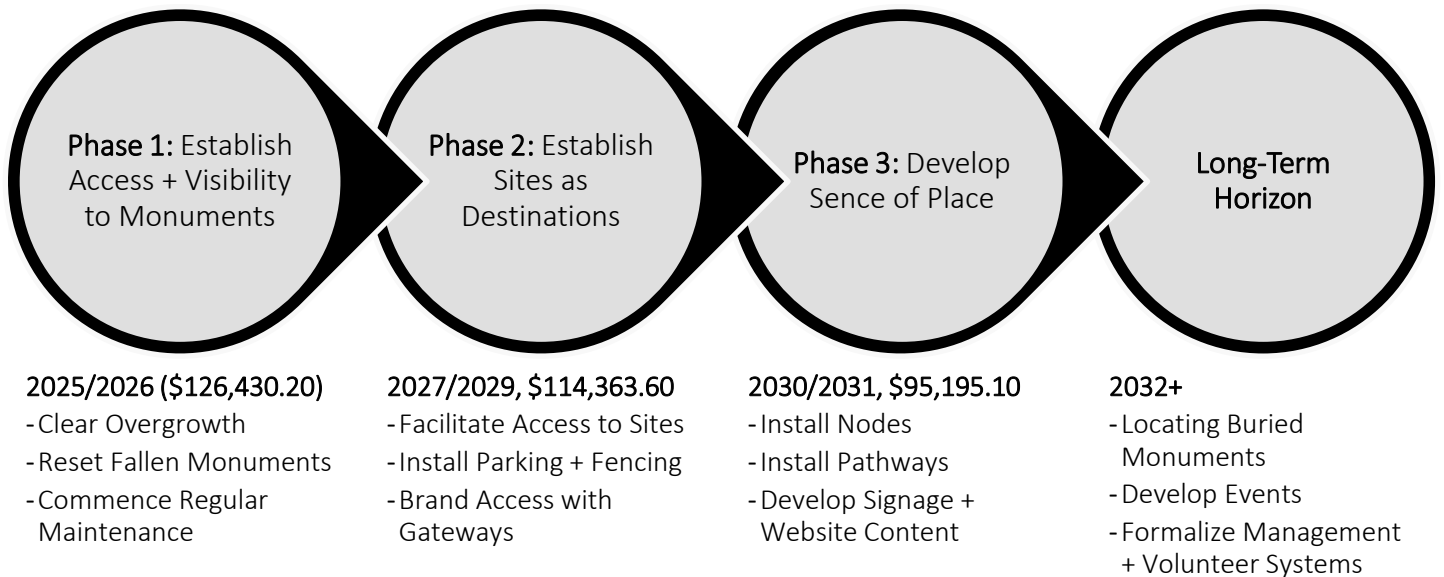 Phase 1: Establish
Access + Visibility
to Monuments
Phase 2: Establish
Sites as
Destinations
Phase 3: Develop
Sence of Place
Long-Term
Horizon
2025/2026 ($126,430.20)
-Clear Overgrowth
-Reset Fallen Monuments
-Commence Regular
Maintenance
2027/2029, $114,363.60
-Facilitate Access to Sites
-Install Parking + Fencing
-Brand Access with
Gateways
2030/2031, $95,195.10
-Install Nodes
-Install Pathways
-Develop Signage +
Website Content
2032+
-Locating Buried
Monuments
-Develop Events
-Formalize Management
+ Volunteer Systems